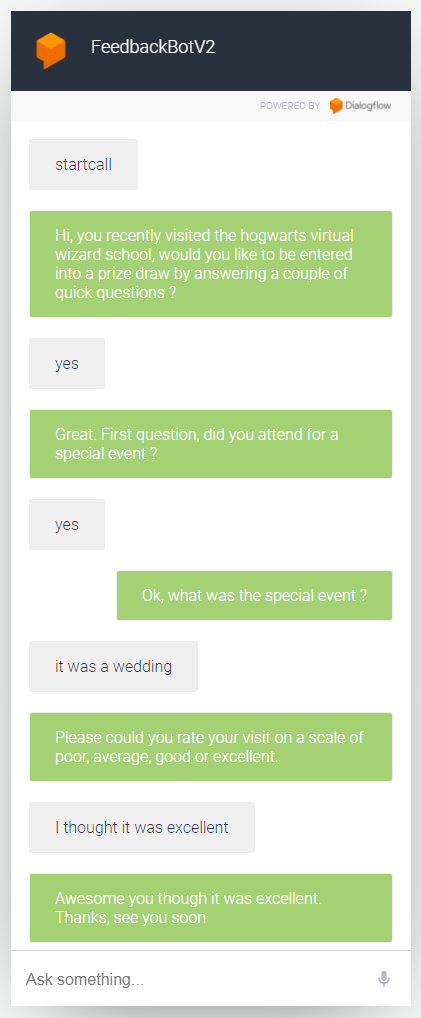 FeedbackBotV2
POWERED BY Dialogflow
startcall
Hi, you recently visited the hogwarts virtual
wizard school, would you like to be entered
into a prize draw by answering a couple of
quick questions ?
yes
Great. First question, did you attend for a
special event ?
yes
Ok, what was the special event ?
it was a wedding
Please could you rate your visit on a scale of
poor, average, good or excellent.
I thought it was excellent
Awesome you though it was excellent.
Thanks, see you soon
Ask something...